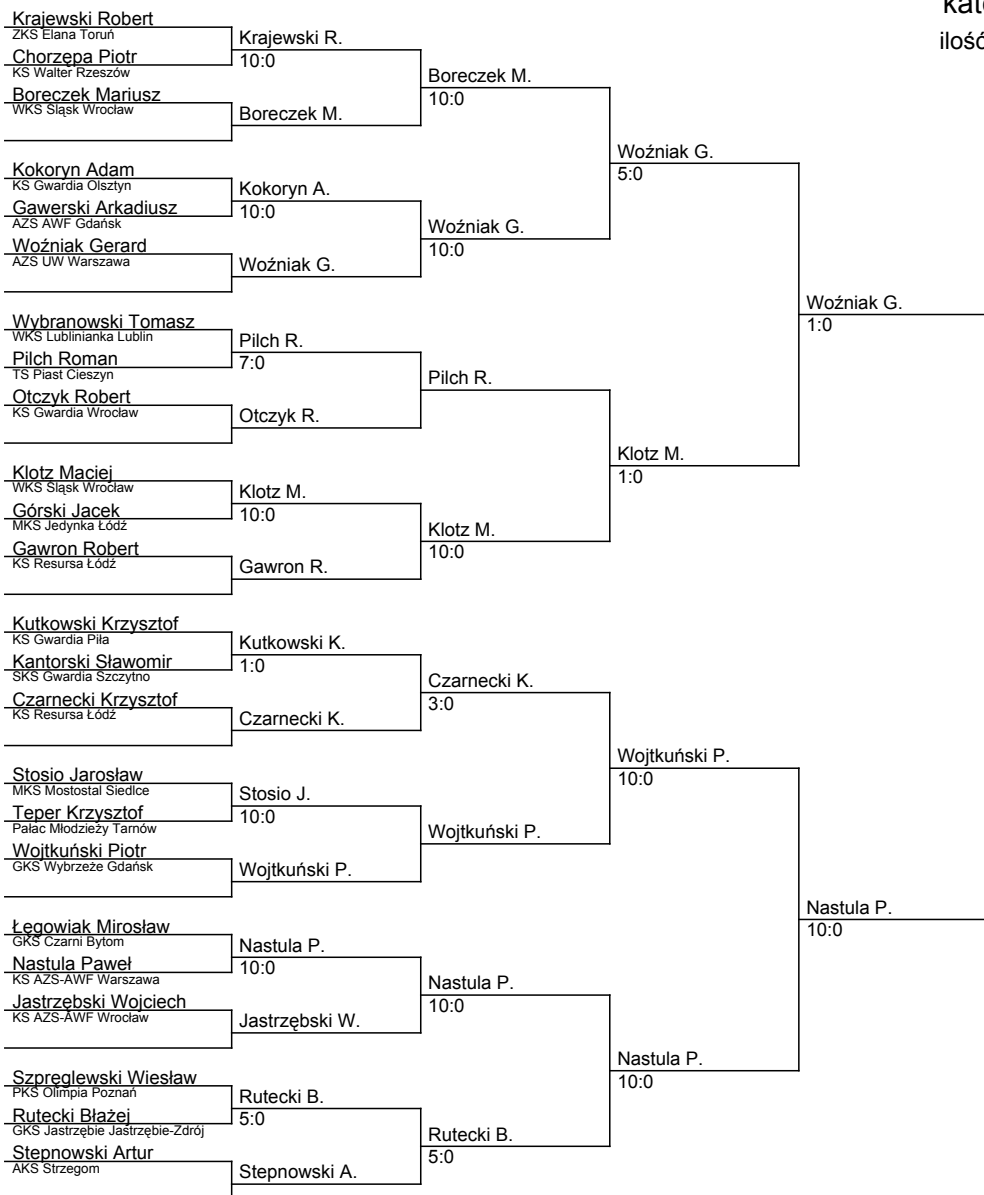 kate
ilość
Krajewski Robert
ZKS Elana Toruń
Chorzępa Piotr
KS Walter Rzeszów
Boreczek Mariusz
WKS Śląsk Wrocław
Kokoryn Adam
KS Gwardia Olsztyn
Gawerski Arkadiusz
AZS AWF Gdańsk
Woźniak Gerard
AZS UW Warszawa
Wybranowski Tomasz
WKS Lublinianka Lublin
Pilch Roman
TS Piast Cieszyn
Otczyk Robert
KS Gwardia Wrocław
Klotz Maciej
WKS Śląsk Wrocław
Górski Jacek
MKS Jedynka Łódź
Gawron Robert
KS Resursa Łódź
Kutkowski Krzysztof
KS Gwardia Piła
Kantorski Sławomir
SKS Gwardia Szczytno
Czarnecki Krzysztof
KS Resursa Łódź
Stosio Jarosław
MKS Mostostal Siedlce
Teper Krzysztof
Pałac Młodzieży Tarnów
Wojtkuński Piotr
GKS Wybrzeże Gdańsk
Łęgowiak Mirosław
GKS Czarni Bytom
Nastula Paweł
KS AZS-AWF Warszawa
Jastrzębski Wojciech
KS AZS-AWF Wrocław
Szpręglewski Wiesław
PKS Olimpia Poznań
Rutecki Błażej
GKS Jastrzębie Jastrzębie-Zdrój
Stepnowski Artur
AKS Strzegom
Krajewski R.
10:0
Boreczek M.
Kokoryn A.
10:0
Woźniak G.
Pilch R.
7:0
Otczyk R.
Klotz M.
10:0
Gawron R.
Kutkowski K.
1:0
Czarnecki K.
Stosio J.
10:0
Wojtkuński P.
Nastula P.
10:0
Jastrzębski W.
Rutecki B.
5:0
Stepnowski A.
Boreczek M.
10:0
Woźniak G.
10:0
Pilch R.
Klotz M.
10:0
Czarnecki K.
3:0
Wojtkuński P.
Nastula P.
10:0
Rutecki B.
5:0
Woźniak G.
5:0
Klotz M.
1:0
Wojtkuński P.
10:0
Nastula P.
10:0
Woźniak G.
1:0
Nastula P.
10:0